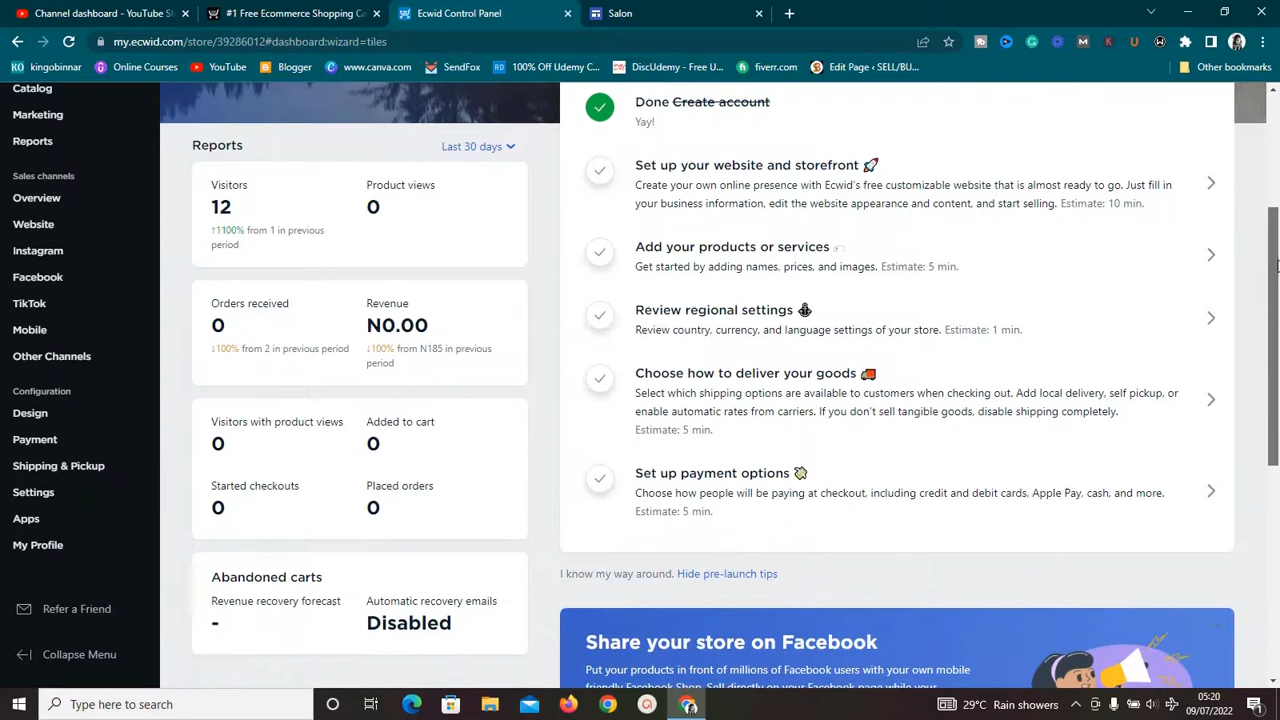 Channel dashboard - YouTube S
#1 Free Ecommerce Shopping Ca
Ecwid Control Panel
Salon
my.ecwid.com/store/39286012#dashboard:wizard=tiles
kingobinnar
Online Courses
YouTube
Blogger
www.canva.com
SendFox
100% Off Udemy C...
DiscUdemy - Free U...
fiverr.com
Edit Page ‹ SELL/BU...
Other bookmarks
Catalog
Marketing
Reports
Sales channels
Overview
Website
Instagram
Facebook
TikTok
Mobile
Other Channels
Configuration
Design
Payment
Shipping & Pickup
Settings
Apps
My Profile
Refer a Friend
Collapse Menu
Reports
Last 30 days
Visitors
Product views
12
0
↑1100% from 1 in previous
period
Orders received
Revenue
0
N0.00
↓100% from 2 in previous period
↓100% from N185 in previous
period
Visitors with product views
Added to cart
0
0
Started checkouts
Placed orders
0
0
Abandoned carts
Revenue recovery forecast
Automatic recovery emails
-
Disabled
Done Create account
Yay!
Set up your website and storefront 🚀
Create your own online presence with Ecwid's free customizable website that is almost ready to go. Just fill in
your business information, edit the website appearance and content, and start selling. Estimate: 10 min.
Add your products or services
Get started by adding names, prices, and images. Estimate: 5 min.
Review regional settings
Review country, currency, and language settings of your store. Estimate: 1 min.
Choose how to deliver your goods 🚚
Select which shipping options are available to customers when checking out. Add local delivery, self pickup, or
enable automatic rates from carriers. If you don't sell tangible goods, disable shipping completely.
Estimate: 5 min.
Set up payment options
Choose how people will be paying at checkout, including credit and debit cards, Apple Pay, cash, and more.
Estimate: 5 min.
I know my way around. Hide pre-launch tips
Share your store on Facebook
Put your products in front of millions of Facebook users with your own mobile
Type here to search
29°C Rain showers
05:20
09/07/2022